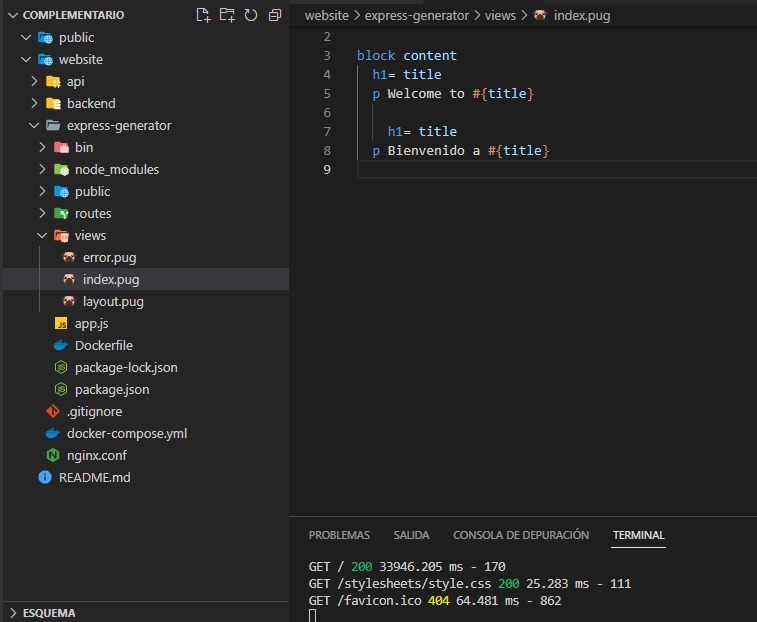 COMPLEMENTARIO
public
website
api
backend
express-generator
bin
node_modules
public
routes
views
error.pug
index.pug
layout.pug
JS app.js
Dockerfile
package-lock.json
package.json
.gitignore
docker-compose.yml
nginx.conf
README.md
ESQUEMA
website > express-generator > views > index.pug
2
3 block content
4 h1= title
5 p Welcome to #{title}
6
7 h1= title
8 p Bienvenido a #{title}
9
PROBLEMAS SALIDA CONSOLA DE DEPURACIÓN TERMINAL
GET / 200 33946.205 ms - 170
GET /stylesheets/style.css 200 25.283 ms - 111
GET /favicon.ico 404 64.481 ms - 862